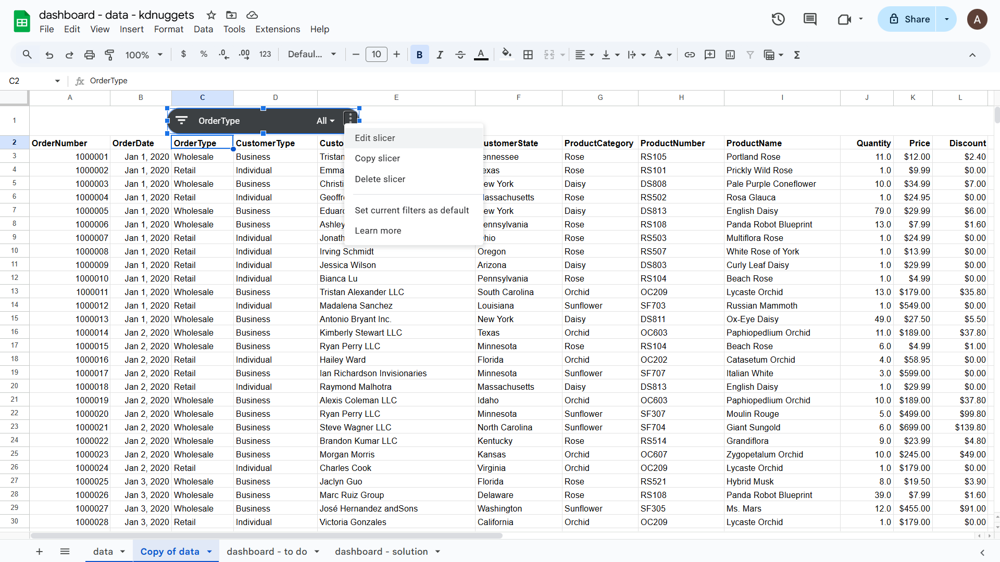 dashboard - data - kdnuggets
File Edit View Insert Format Data Tools Extensions Help
Share
A
100% $ % .0 .00 123 Defaul... 10 B I S A Σ
C2 fx OrderType
A B C D E F G H I J K L
1 OrderType All
2 OrderNumber OrderDate OrderType CustomerType Custo ustomerState ProductCategory ProductNumber ProductName Quantity Price Discount
Edit slicer
Copy slicer
Delete slicer
Set current filters as default
Learn more
3 1000001 Jan 1, 2020 Wholesale Business Tristan ennessee Rose RS105 Portland Rose 11.0 $12.00 $2.40
4 1000002 Jan 1, 2020 Retail Individual Emma exas Rose RS101 Prickly Wild Rose 1.0 $9.99 $0.00
5 1000003 Jan 1, 2020 Wholesale Business Christi ew York Daisy DS808 Pale Purple Coneflower 10.0 $34.99 $7.00
6 1000004 Jan 1, 2020 Retail Individual Geoffr assachusetts Rose RS502 Rosa Glauca 1.0 $24.95 $0.00
7 1000005 Jan 1, 2020 Wholesale Business Eduard ew York Daisy DS813 English Daisy 79.0 $29.99 $6.00
8 1000006 Jan 1, 2020 Wholesale Business Ashley ennsylvania Rose RS108 Panda Robot Blueprint 13.0 $7.99 $1.60
9 1000007 Jan 1, 2020 Retail Individual Jonath hio Rose RS503 Multiflora Rose 1.0 $24.99 $0.00
10 1000008 Jan 1, 2020 Retail Individual Irving Schmidt Oregon Rose RS507 White Rose of York 1.0 $13.99 $0.00
11 1000009 Jan 1, 2020 Retail Individual Jessica Wilson Arizona Daisy DS803 Curly Leaf Daisy 1.0 $29.99 $0.00
12 1000010 Jan 1, 2020 Retail Individual Bianca Lu Pennsylvania Rose RS104 Beach Rose 1.0 $4.99 $0.00
13 1000011 Jan 1, 2020 Wholesale Business Tristan Alexander LLC South Carolina Orchid OC209 Lycaste Orchid 13.0 $179.00 $35.80
14 1000012 Jan 1, 2020 Retail Individual Madalena Sanchez Louisiana Sunflower SF703 Russian Mammoth 1.0 $549.00 $0.00
15 1000013 Jan 1, 2020 Wholesale Business Antonio Bryant Inc. New York Daisy DS811 Ox-Eye Daisy 49.0 $27.50 $5.50
16 1000014 Jan 2, 2020 Wholesale Business Kimberly Stewart LLC Texas Orchid OC603 Paphiopedlium Orchid 11.0 $189.00 $37.80
17 1000015 Jan 2, 2020 Wholesale Business Ryan Perry LLC Minnesota Rose RS104 Beach Rose 6.0 $4.99 $1.00
18 1000016 Jan 2, 2020 Retail Individual Hailey Ward Florida Orchid OC202 Catasetum Orchid 4.0 $58.95 $0.00
19 1000017 Jan 2, 2020 Retail Business Ian Richardson Invisionaries Minnesota Sunflower SF707 Italian White 3.0 $599.00 $0.00
20 1000018 Jan 2, 2020 Retail Individual Raymond Malhotra Massachusetts Daisy DS813 English Daisy 1.0 $29.99 $0.00
21 1000019 Jan 2, 2020 Wholesale Business Alexis Coleman LLC Idaho Orchid OC603 Paphiopedlium Orchid 10.0 $189.00 $37.80
22 1000020 Jan 2, 2020 Wholesale Business Ryan Perry LLC Minnesota Sunflower SF307 Moulin Rouge 5.0 $499.00 $99.80
23 1000021 Jan 2, 2020 Wholesale Business Steve Wagner LLC North Carolina Sunflower SF704 Giant Sungold 6.0 $699.00 $139.80
24 1000022 Jan 2, 2020 Wholesale Business Brandon Kumar LLC Kentucky Rose RS514 Grandiflora 9.0 $23.99 $4.80
25 1000023 Jan 2, 2020 Wholesale Business Morgan Morris Kansas Orchid OC607 Zygopetalum Orchid 10.0 $245.00 $49.00
26 1000024 Jan 2, 2020 Retail Individual Charles Cook Virginia Orchid OC209 Lycaste Orchid 1.0 $179.00 $0.00
27 1000025 Jan 3, 2020 Wholesale Business Jaclyn Guo Florida Rose RS521 Hybrid Musk 8.0 $19.50 $3.90
28 1000026 Jan 3, 2020 Wholesale Business Marc Ruiz Group Delaware Rose RS108 Panda Robot Blueprint 39.0 $7.99 $1.60
29 1000027 Jan 3, 2020 Wholesale Business José Hernandez andSons Washington Sunflower SF305 Ms. Mars 12.0 $455.00 $91.00
30 1000028 Jan 3, 2020 Retail Individual Victoria Gonzales California Orchid OC209 Lycaste Orchid 1.0 $179.00 $0.00
data Copy of data dashboard - to do dashboard - solution